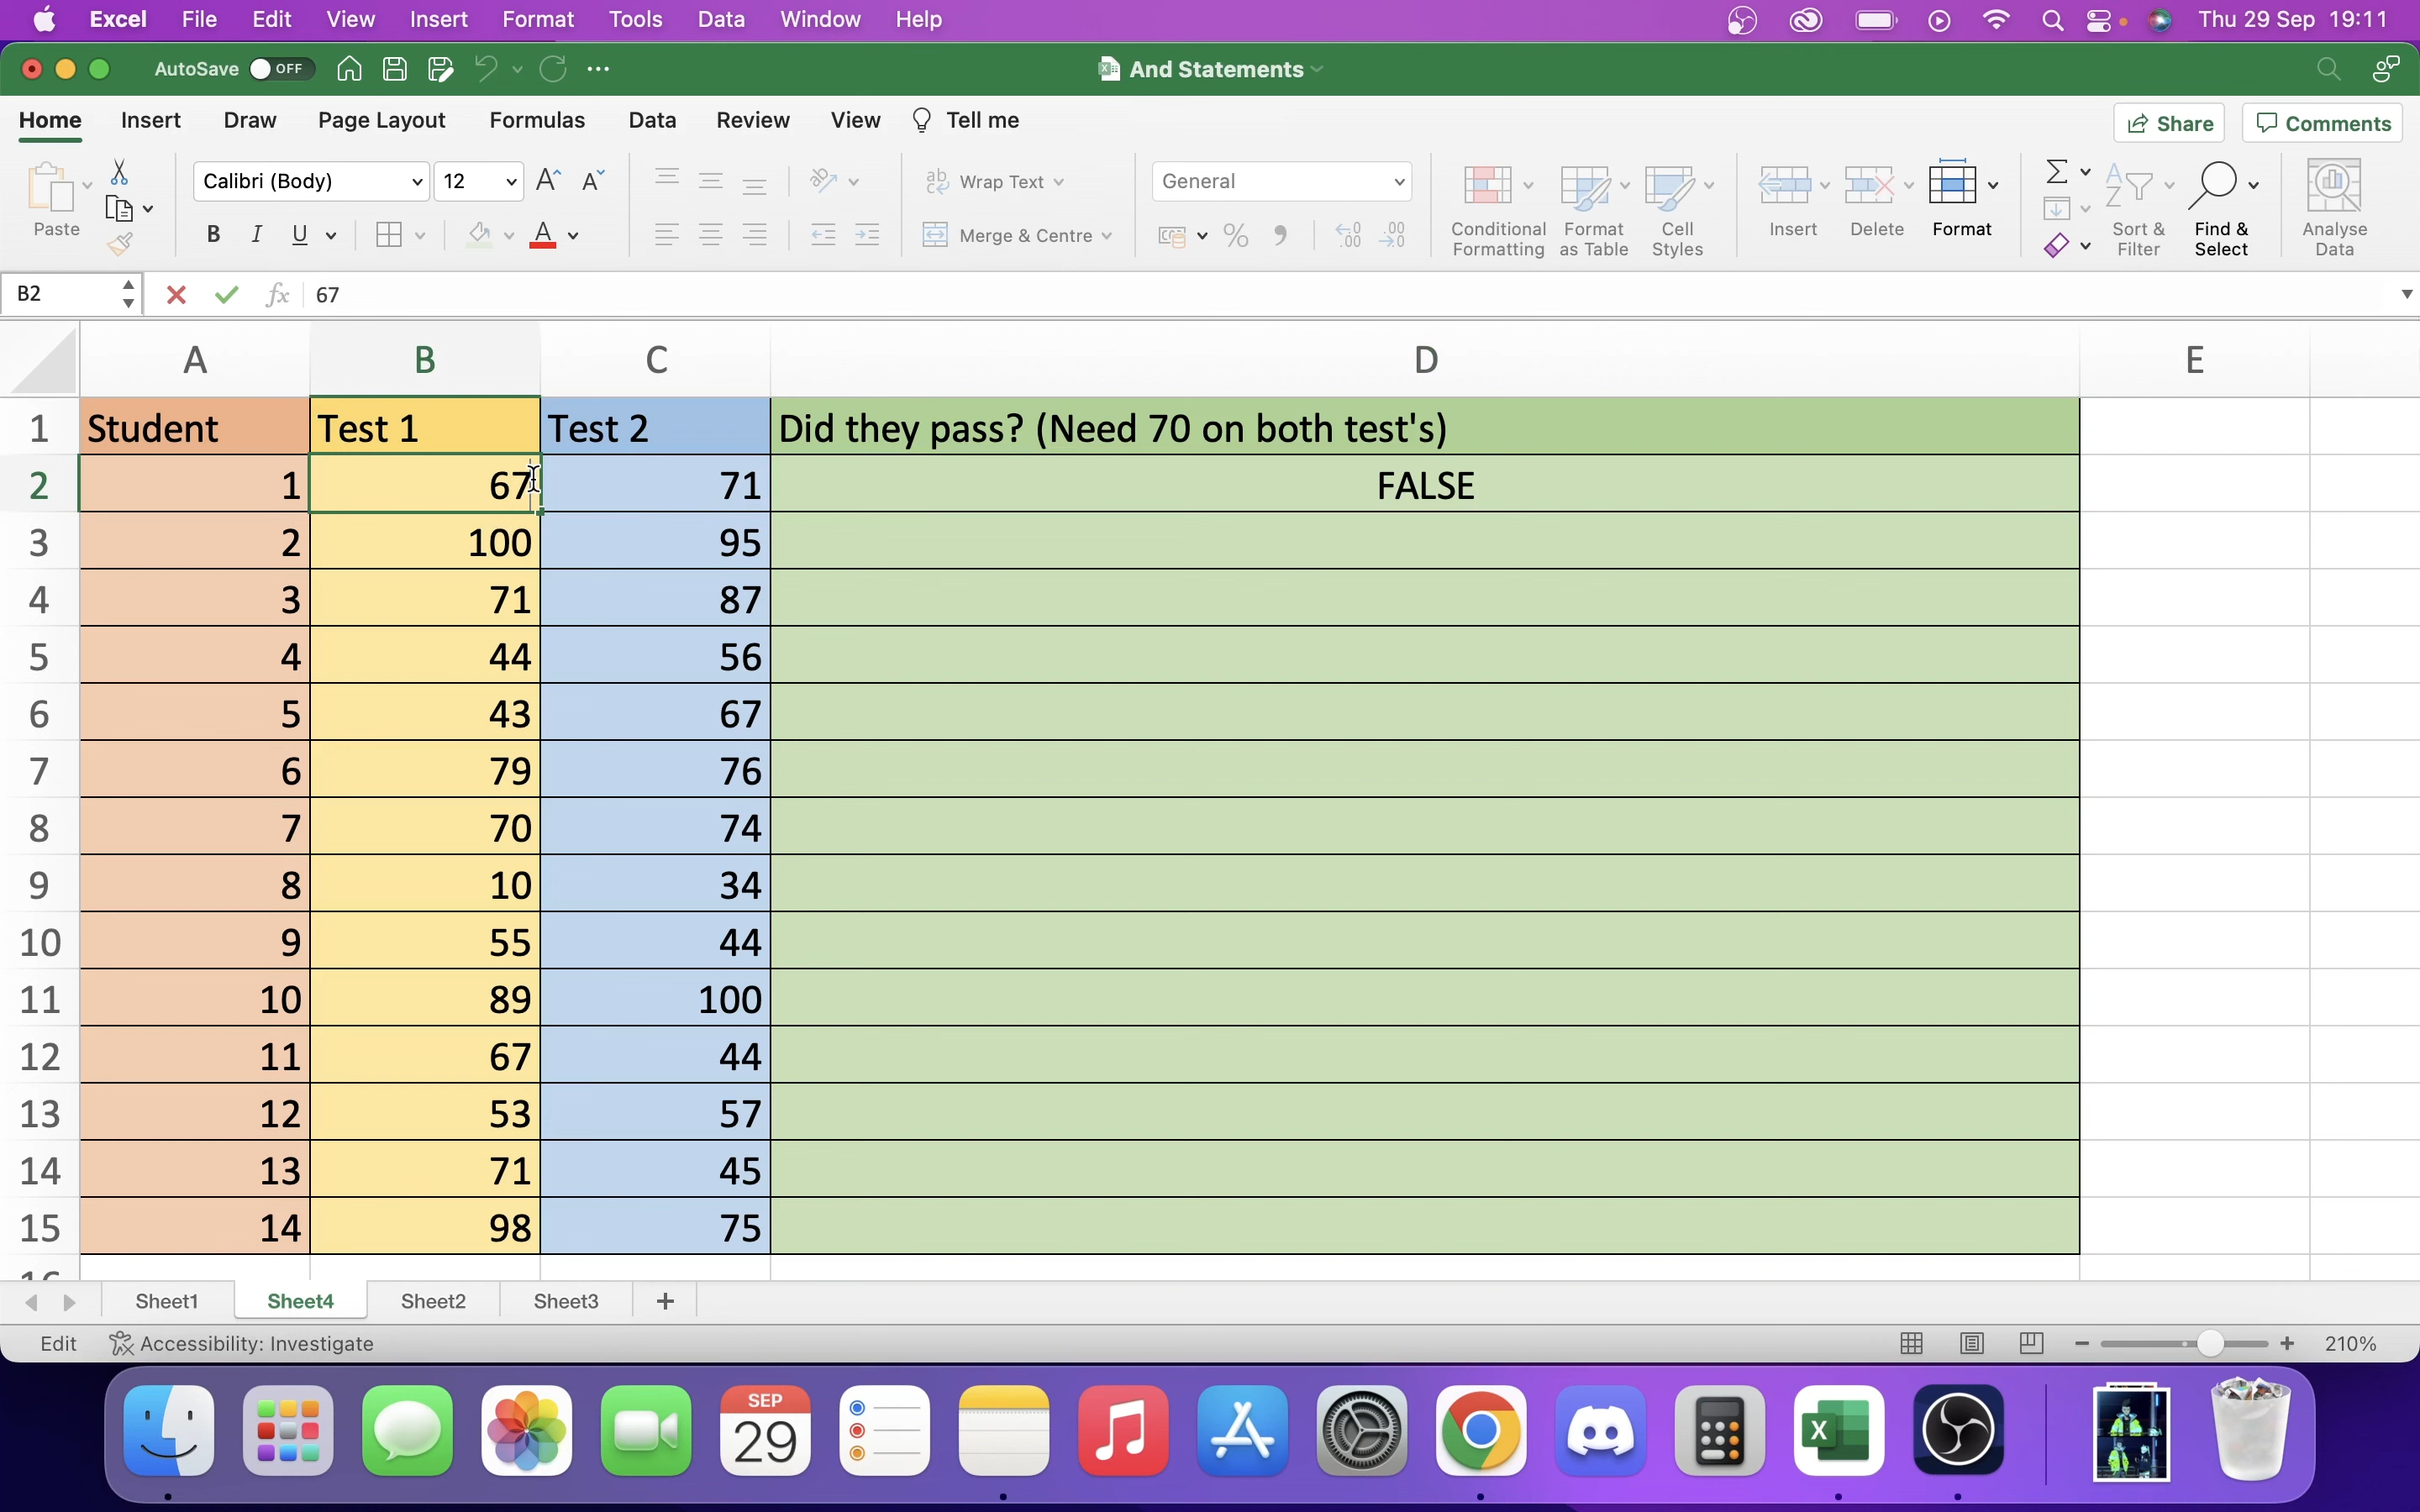 Excel File Edit View Insert Format Tools Data Window Help Thu 29 Sep 19:11
AutoSave OFF And Statements
Home Insert Draw Page Layout Formulas Data Review View Tell me Share Comments
Paste Calibri (Body) 12 Wrap Text General Conditional Formatting Format as Table Cell Styles Insert Delete Format Sort & Filter Find & Select Analyse Data
B I U A Merge & Centre
B2 fx 67
A B C D E
1 Student Test 1 Test 2 Did they pass? (Need 70 on both test's)
2 1 67 71 FALSE
3 2 100 95
4 3 71 87
5 4 44 56
6 5 43 67
7 6 79 76
8 7 70 74
9 8 10 34
10 9 55 44
11 10 89 100
12 11 67 44
13 12 53 57
14 13 71 45
15 14 98 75
16
Sheet1 Sheet4 Sheet2 Sheet3 +
Edit Accessibility: Investigate 210%
SEP
29